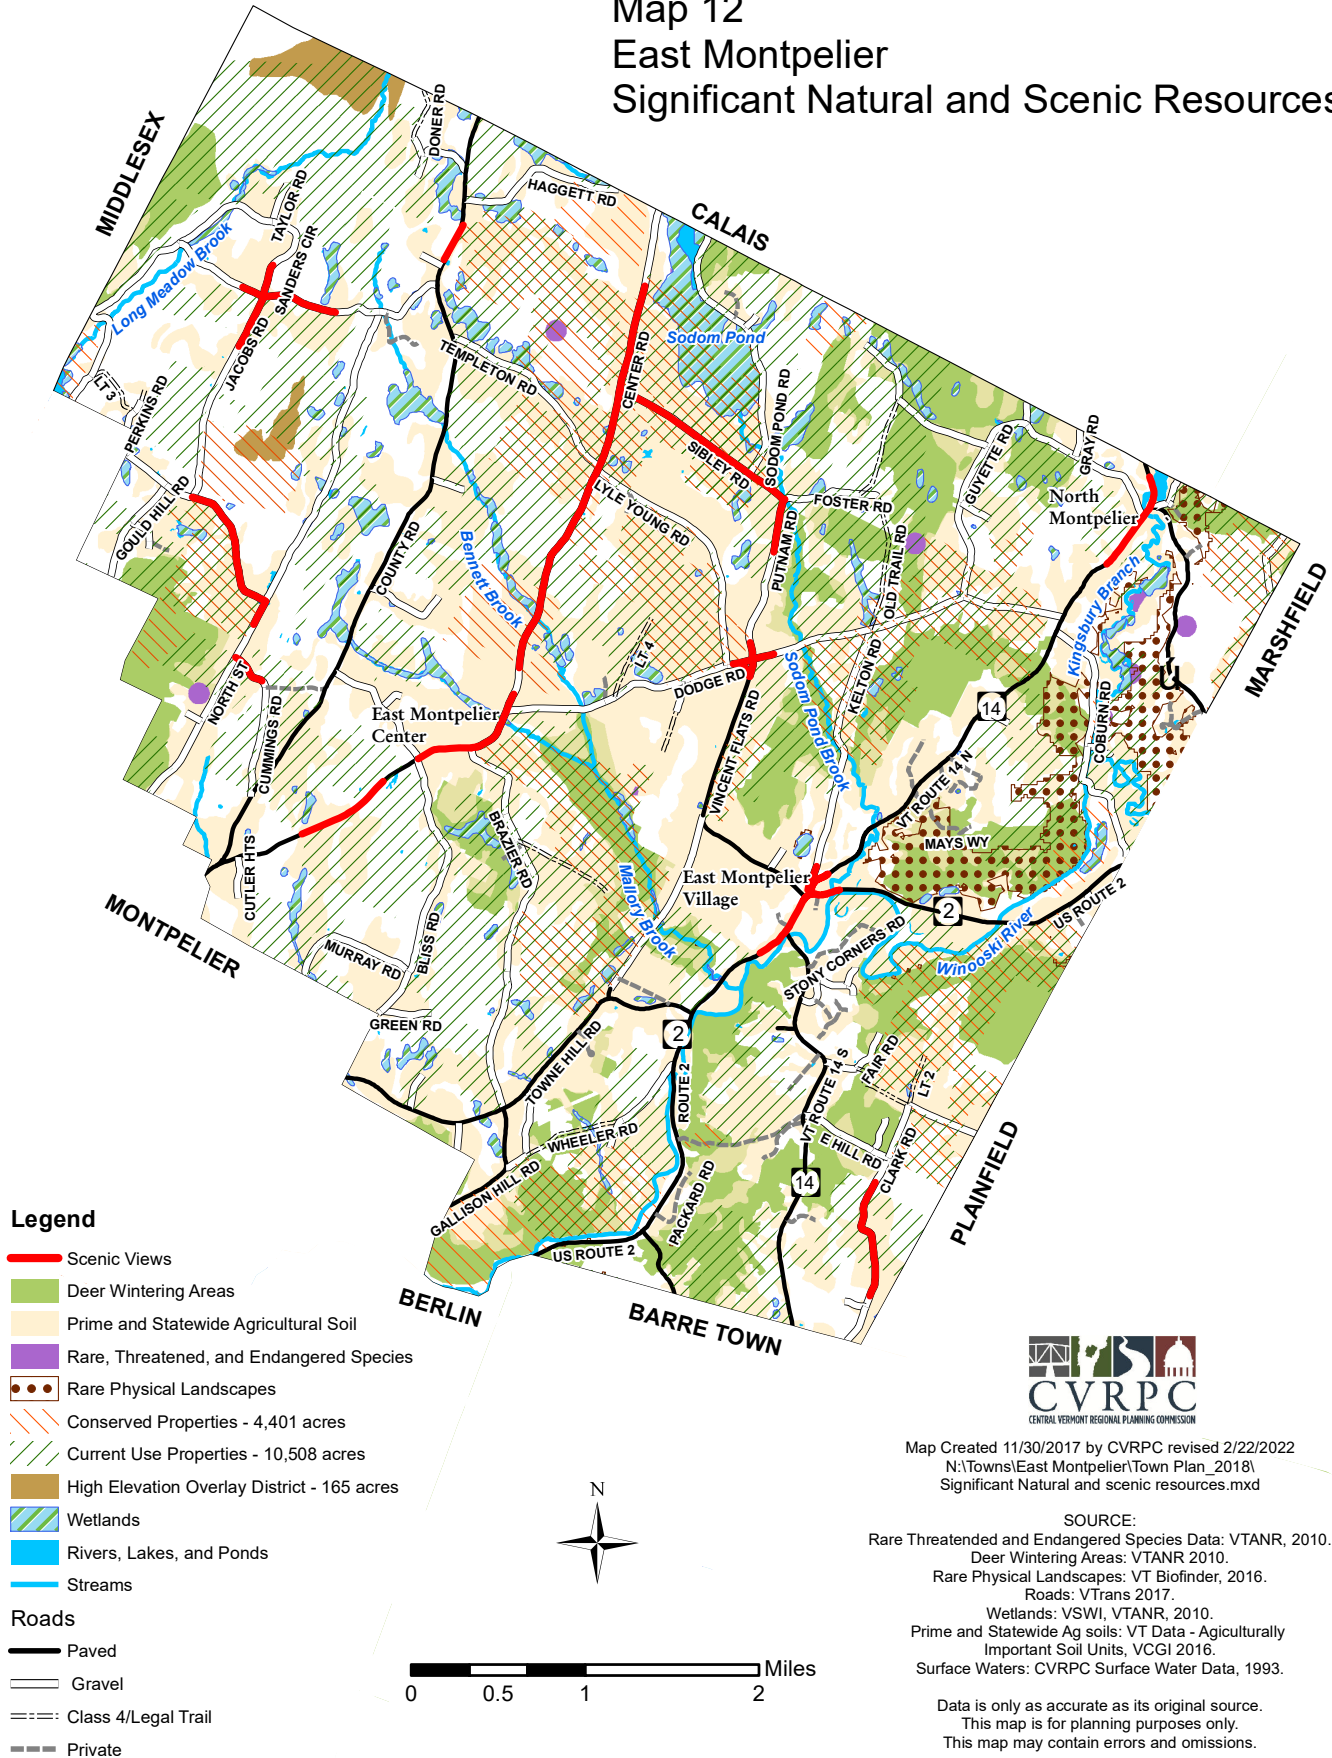 Map 12
East Montpelier
Significant Natural and Scenic Resources
MIDDLESEX
CALAIS
MARSHFIELD
PLAINFIELD
BARRE TOWN
BERLIN
MONTPELIER
DONER RD
HAGGETT RD
TAYLOR RD
SANDERS CIR
Long Meadow Brook
JACOBS RD
LT 3
PERKINS RD
GOULD HILL RD
TEMPLETON RD
CENTER RD
Sodom Pond
SODOM POND RD
SIBLEY RD
LYLE YOUNG RD
PUTNAM RD
FOSTER RD
OLD TRAIL RD
GUYETTE RD
GRAY RD
North
Montpelier
Kingsbury Branch
COUNTY RD
Bennett Brook
LT 4
DODGE RD
Sodom Pond Brook
KELTON RD
14
COBURN RD
NORTH ST
CUMMINGS RD
East Montpelier
Center
VINCENT FLATS RD
VT ROUTE 14 N
MAYS WY
CUTLER HTS
BRAZIER RD
Mallory Brook
East Montpelier
Village
2
US ROUTE 2
Winooski River
STONY CORNERS RD
MURRAY RD
BLISS RD
GREEN RD
TOWNE HILL RD
2
ROUTE 2
VT ROUTE 14 S
FAIR RD
LT 2
WHEELER RD
E HILL RD
CLARK RD
14
PACKARD RD
GALLISON HILL RD
US ROUTE 2
Legend
Scenic Views
Deer Wintering Areas
Prime and Statewide Agricultural Soil
Rare, Threatened, and Endangered Species
Rare Physical Landscapes
Conserved Properties - 4,401 acres
Current Use Properties - 10,508 acres
High Elevation Overlay District - 165 acres
Wetlands
Rivers, Lakes, and Ponds
Streams
Roads
Paved
Gravel
Class 4/Legal Trail
Private
N
Miles
0 0.5 1 2
CVRPC
CENTRAL VERMONT REGIONAL PLANNING COMMISSION
Map Created 11/30/2017 by CVRPC revised 2/22/2022
N:\Towns\East Montpelier\Town Plan_2018\
Significant Natural and scenic resources.mxd
SOURCE:
Rare Threatended and Endangered Species Data: VTANR, 2010.
Deer Wintering Areas: VTANR 2010.
Rare Physical Landscapes: VT Biofinder, 2016.
Roads: VTrans 2017.
Wetlands: VSWI, VTANR, 2010.
Prime and Statewide Ag soils: VT Data - Agiculturally
Important Soil Units, VCGI 2016.
Surface Waters: CVRPC Surface Water Data, 1993.
Data is only as accurate as its original source.
This map is for planning purposes only.
This map may contain errors and omissions.